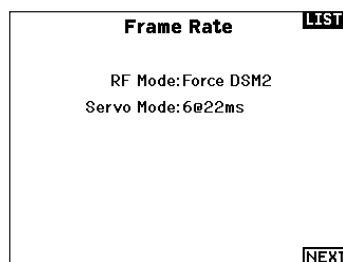 Frame Rate
LIST
RF Mode:Force DSM2
Servo Mode:6@22ms
NEXT